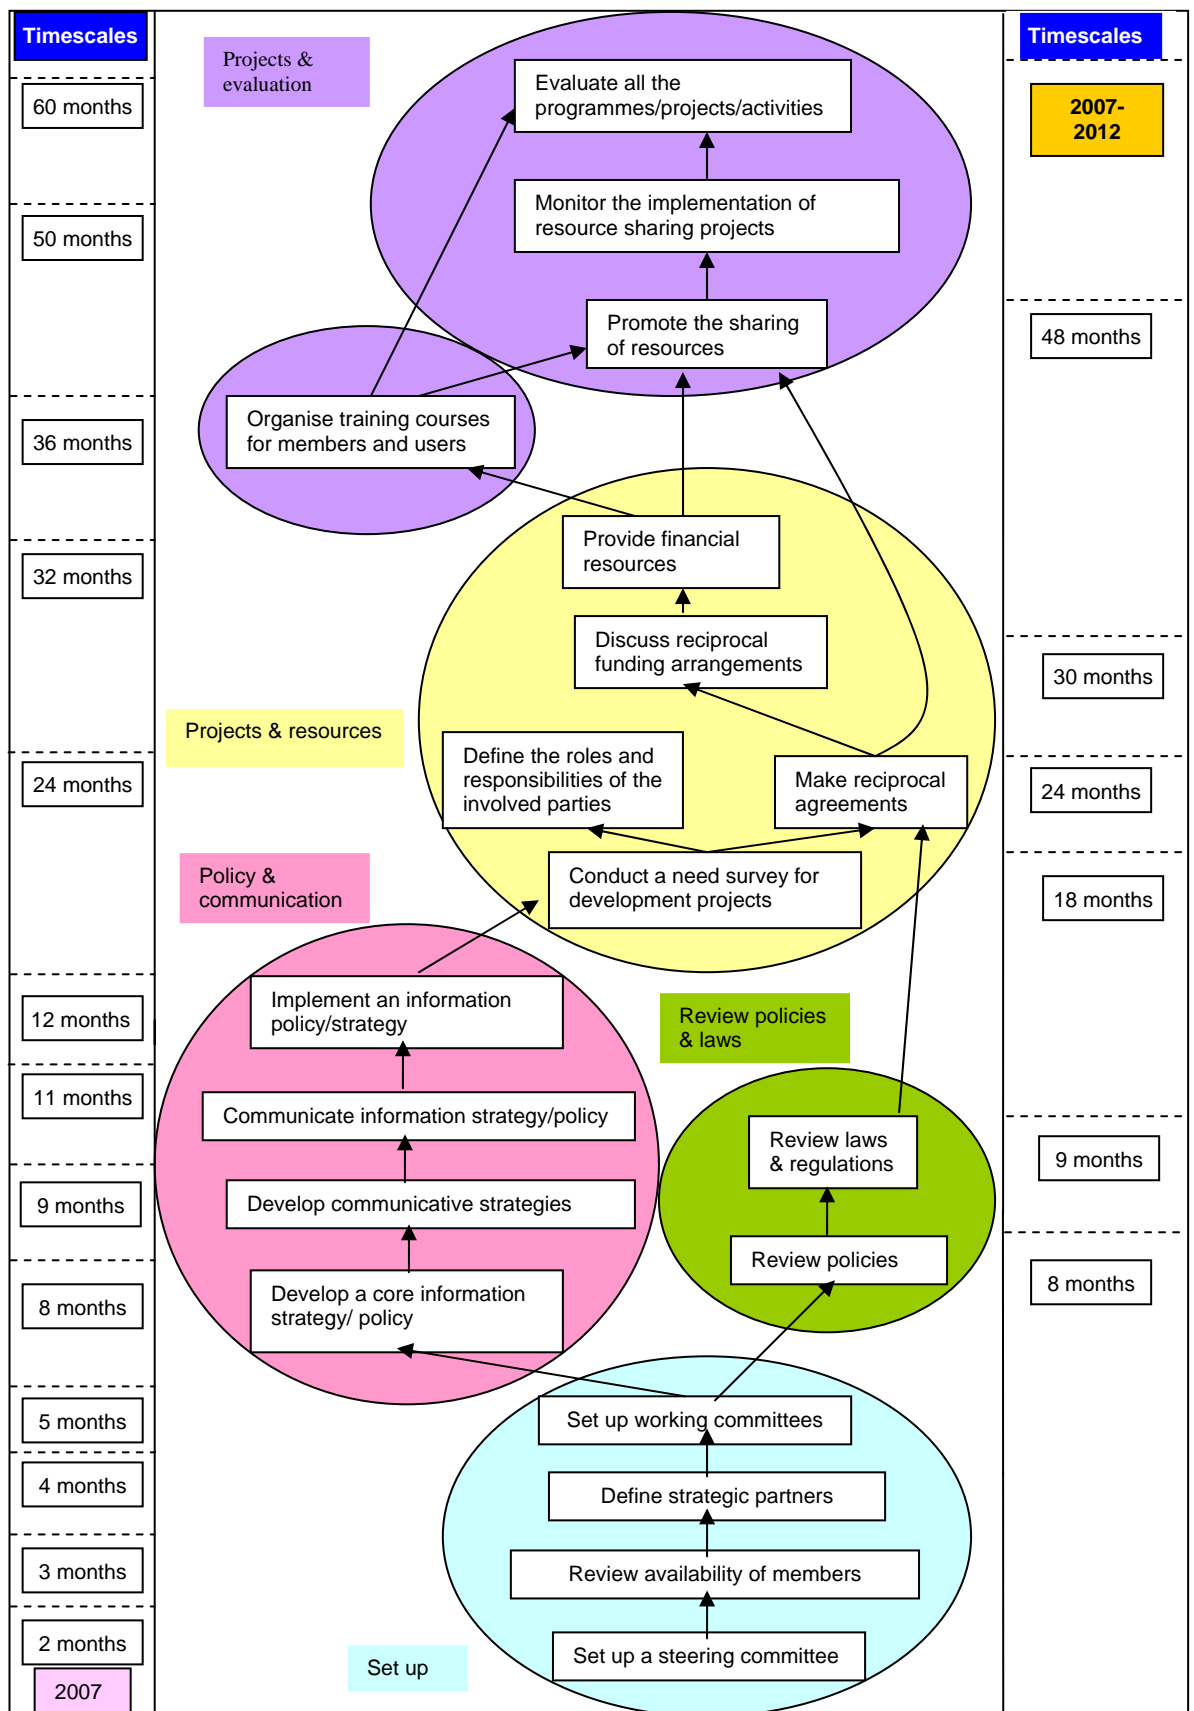 Timescales
Timescales
Projects &
evaluation
Evaluate all the
programmes/projects/activities
60 months
2007-
2012
Monitor the implementation of
resource sharing projects
50 months
Promote the sharing
of resources
48 months
Organise training courses
for members and users
36 months
Provide financial
resources
32 months
Discuss reciprocal
funding arrangements
30 months
Projects & resources
Define the roles and
responsibilities of the
involved parties
Make reciprocal
agreements
24 months
24 months
Policy &
communication
Conduct a need survey for
development projects
18 months
Implement an information
policy/strategy
12 months
Review policies
& laws
11 months
Communicate information strategy/policy
Review laws
& regulations
9 months
Develop communicative strategies
9 months
Review policies
8 months
Develop a core information
strategy/ policy
8 months
Set up working committees
5 months
Define strategic partners
4 months
Review availability of members
3 months
Set up a steering committee
2 months
Set up
2007